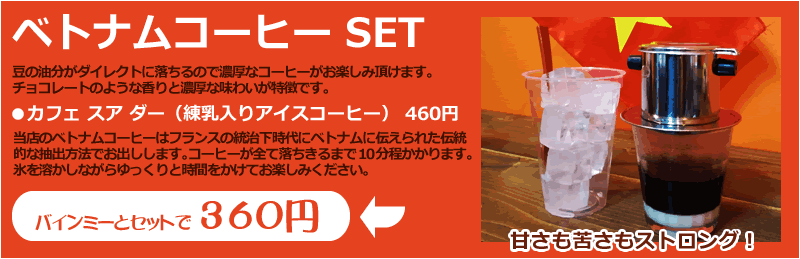 ベトナムコーヒー SET
豆の油分がダイレクトに落ちるので濃厚なコーヒーがお楽しみ頂けます。
チョコレートのような香りと濃厚な味わいが特徴です。
●カフェ スア ダー（練乳入りアイスコーヒー） 460円
当店のベトナムコーヒーはフランスの統治下時代にベトナムに伝えられた伝統
的な抽出方法でお出しします。コーヒーが全て落ちきるまで10分程かかります。
氷を溶かしながらゆっくりと時間をかけてお楽しみください。
バインミーとセットで 360円
甘さも苦さもストロング！